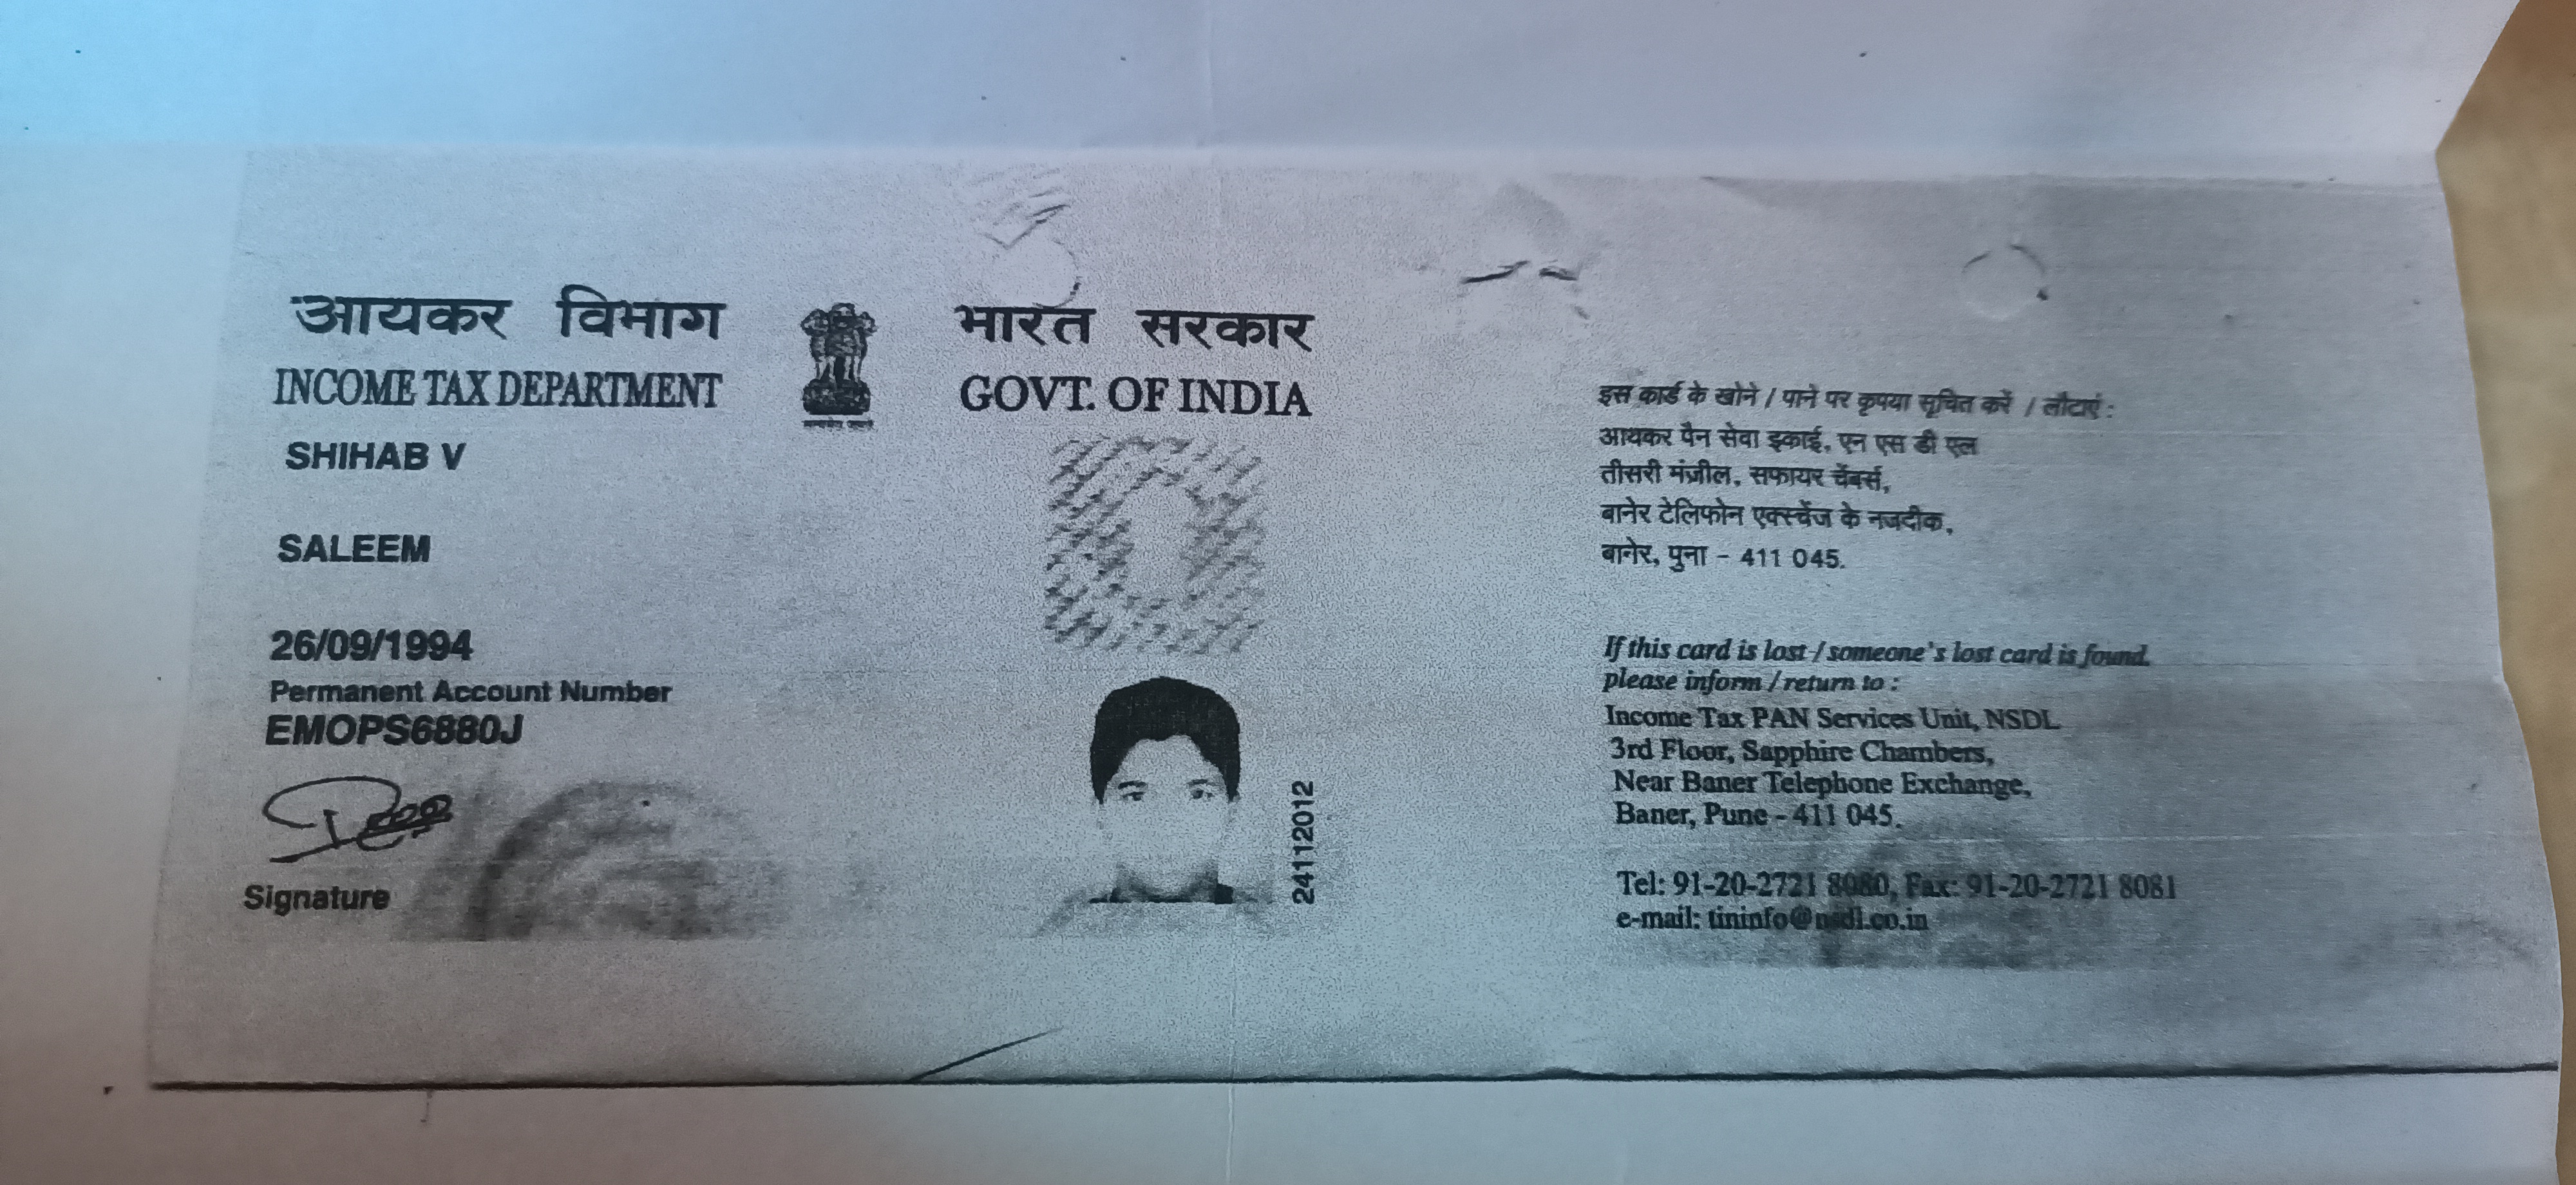 आयकर विभाग
भारत सरकार
INCOME TAX DEPARTMENT
GOVT. OF INDIA
SHIHAB V
SALEEM
26/09/1994
Permanent Account Number
EMOPS6880J
Signature
24112012
इस कार्ड के खोने / पाने पर कृपया सूचित करें / लौटाएं :
आयकर पैन सेवा इकाई, एन एस डी एल
तीसरी मंज़ील, सफायर चेंबर्स,
बानेर टेलिफोन एक्स्चेंज के नजदीक,
बानेर, पुना - 411 045.
If this card is lost / someone's lost card is found,
please inform / return to :
Income Tax PAN Services Unit, NSDL
3rd Floor, Sapphire Chambers,
Near Baner Telephone Exchange,
Baner, Pune - 411 045.
Tel: 91-20-2721 8080, Fax: 91-20-2721 8081
e-mail: tininfo@nsdl.co.in